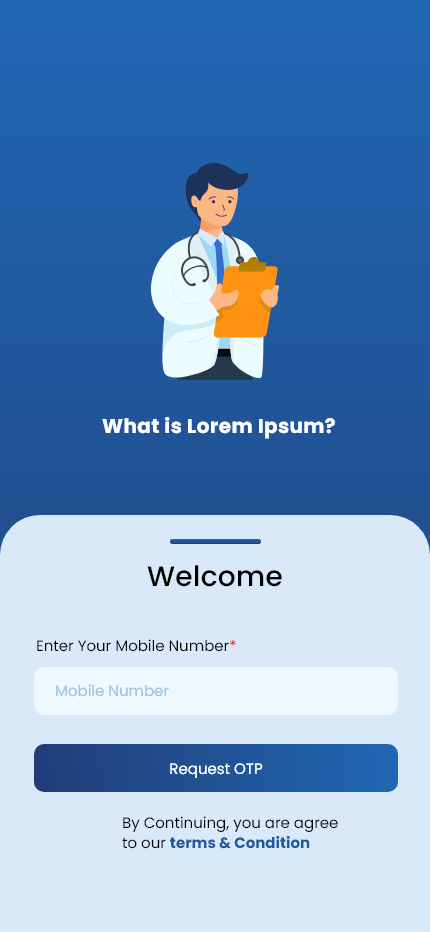 What is Lorem Ipsum?
Welcome
Enter Your Mobile Number*
Mobile Number
Request OTP
By Continuing, you are agree
to our terms & Condition